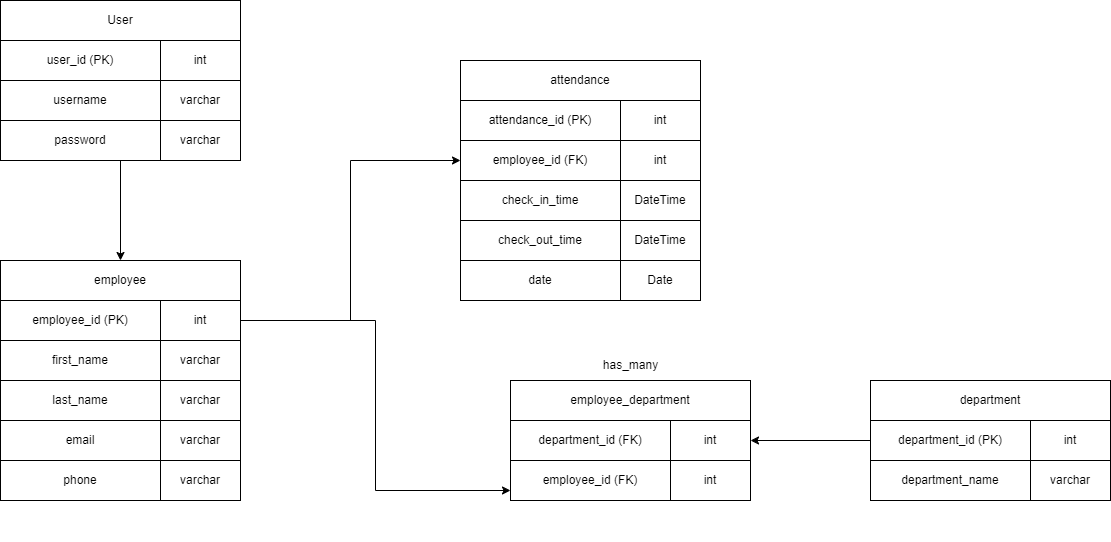 User
user_id (PK) int
username varchar
password varchar
attendance
attendance_id (PK) int
employee_id (FK) int
check_in_time DateTime
check_out_time DateTime
date Date
employee
employee_id (PK) int
first_name varchar
last_name varchar
email varchar
phone varchar
has_many
employee_department
department_id (FK) int
employee_id (FK) int
department
department_id (PK) int
department_name varchar